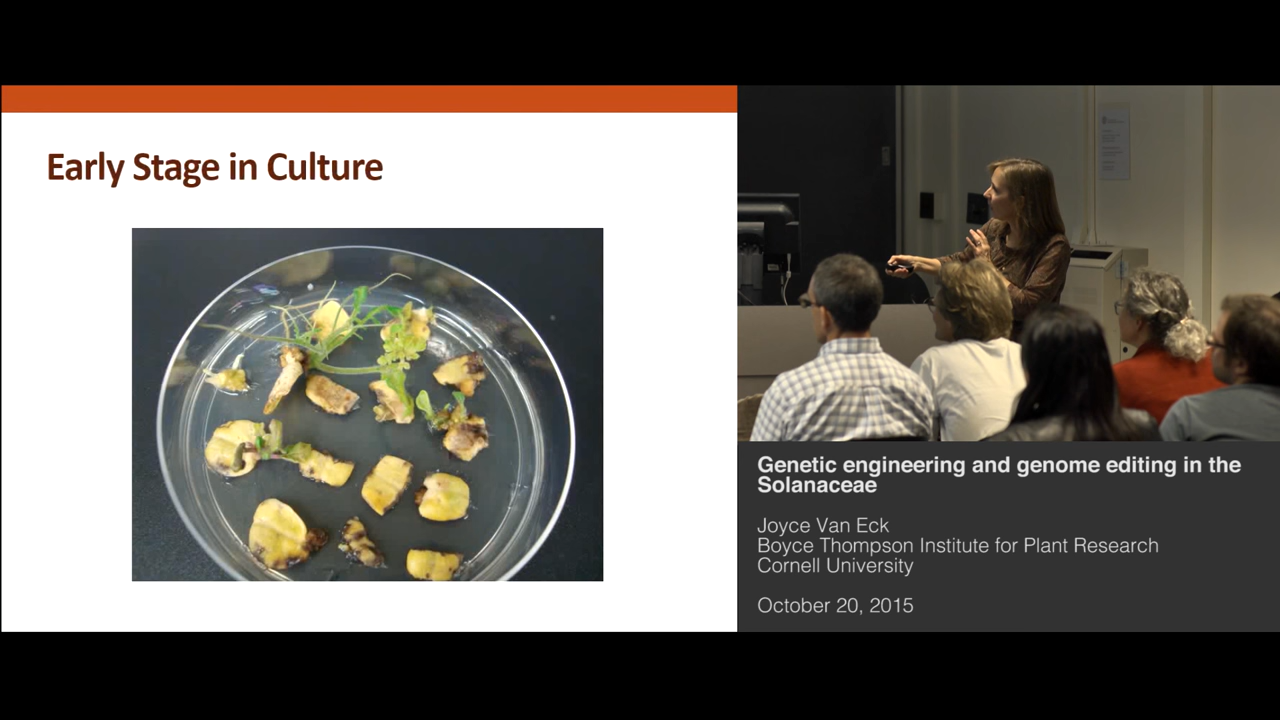 Early Stage in Culture
Genetic engineering and genome editing in the
Solanaceae
Joyce Van Eck
Boyce Thompson Institute for Plant Research
Cornell University
October 20, 2015